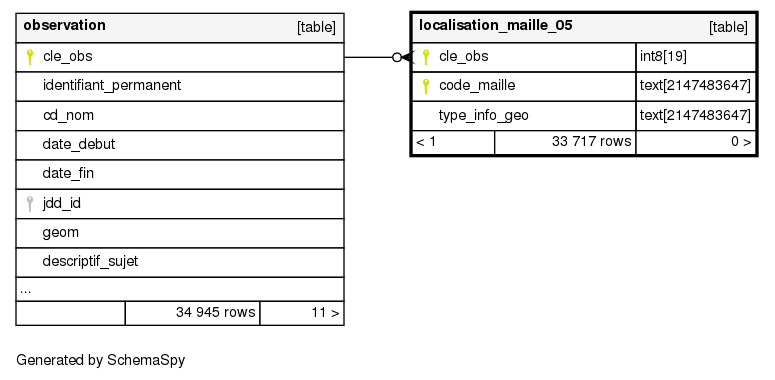 observation [table]
cle_obs
identifiant_permanent
cd_nom
date_debut
date_fin
jdd_id
geom
descriptif_sujet
...
34 945 rows 11 >
localisation_maille_05 [table]
cle_obs int8[19]
code_maille text[2147483647]
type_info_geo text[2147483647]
< 1 33 717 rows 0 >
Generated by SchemaSpy